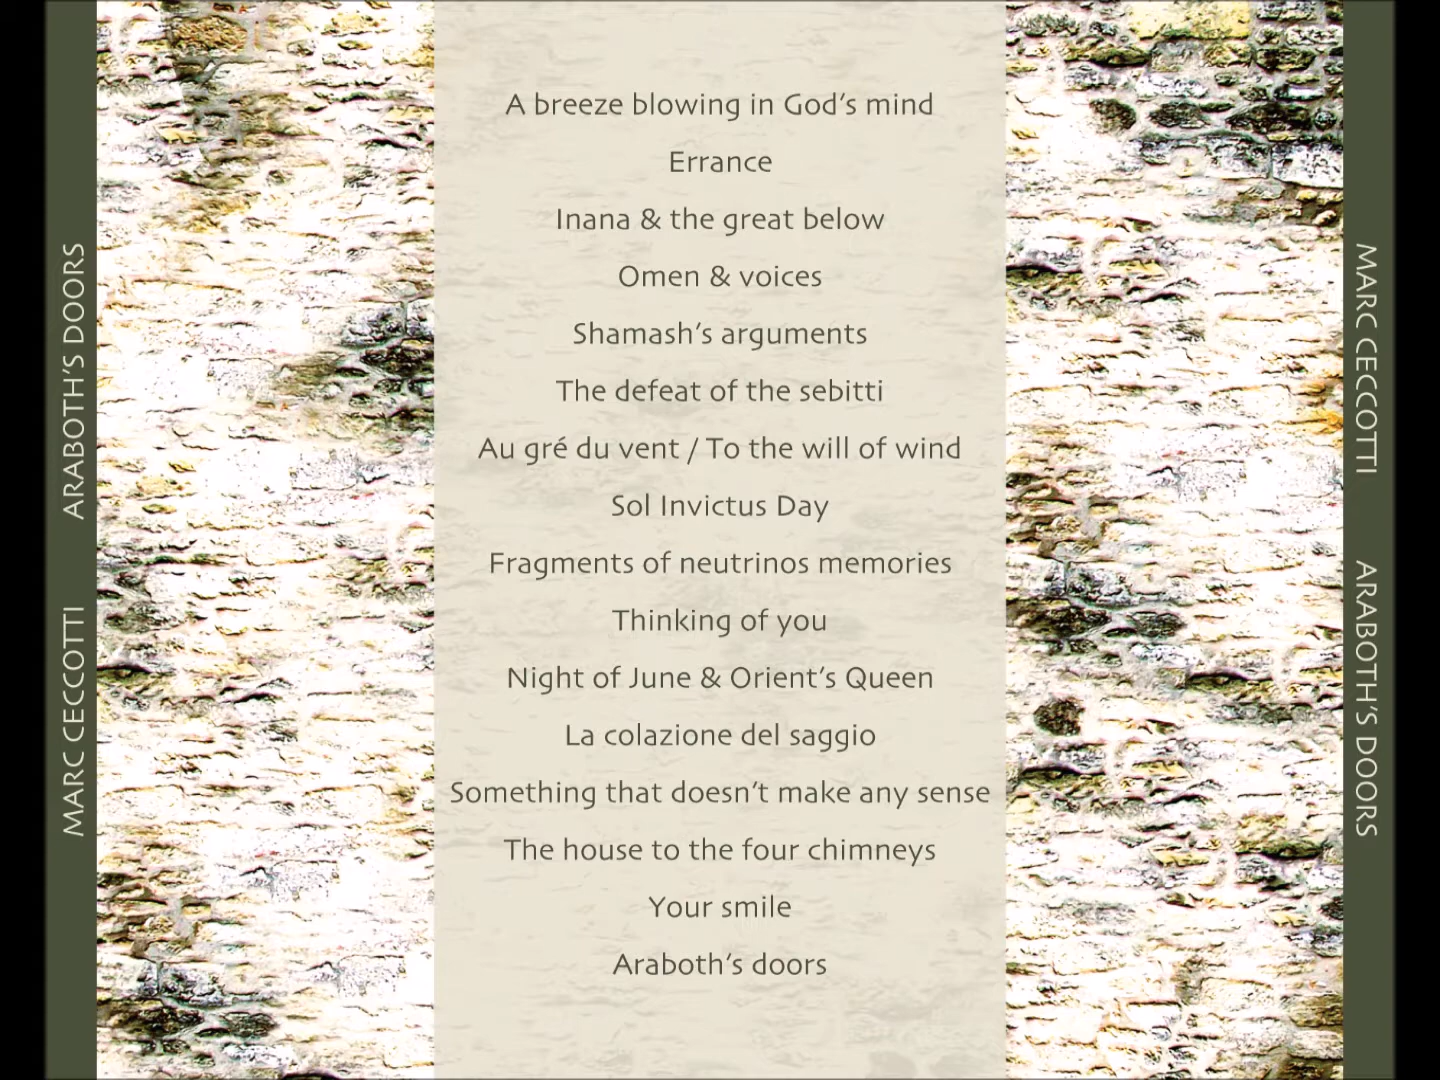 ARABOTH'S DOORS
MARC CECCOTTI
A breeze blowing in God's mind
Errance
Inana & the great below
Omen & voices
Shamash's arguments
The defeat of the sebitti
Au gré du vent / To the will of wind
Sol Invictus Day
Fragments of neutrinos memories
Thinking of you
Night of June & Orient's Queen
La colazione del saggio
Something that doesn't make any sense
The house to the four chimneys
Your smile
Araboth's doors
MARC CECCOTTI
ARABOTH'S DOORS